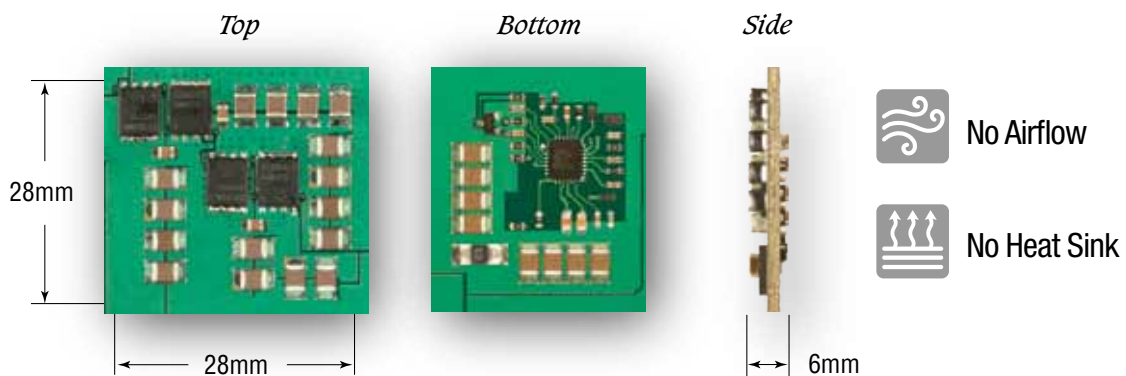 Top
Bottom
Side
28mm
28mm
6mm
No Airflow
No Heat Sink